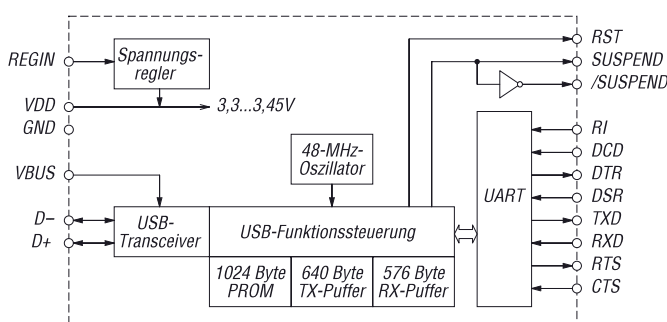 REGIN
Spannungs-
regler
VDD
3,3...3,45V
GND
VBUS
48-MHz-
Oszillator
D–
D+
USB-
Transceiver
USB-Funktionssteuerung
1024 Byte
PROM
640 Byte
TX-Puffer
576 Byte
RX-Puffer
UART
RST
SUSPEND
/SUSPEND
RI
DCD
DTR
DSR
TXD
RXD
RTS
CTS